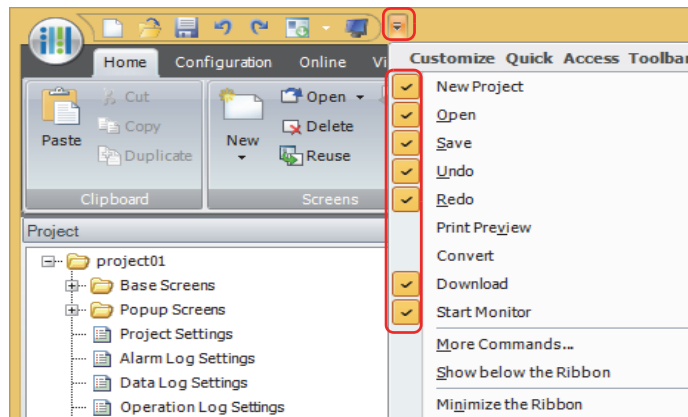 Home Configuration Online Vi
Customize Quick Access Toolbar
New Project
Open
Save
Undo
Redo
Print Preview
Convert
Download
Start Monitor
More Commands...
Show below the Ribbon
Minimize the Ribbon
Paste
Cut
Copy
Duplicate
Clipboard
New
Open
Delete
Reuse
Screens
Project
project01
Base Screens
Popup Screens
Project Settings
Alarm Log Settings
Data Log Settings
Operation Log Settings